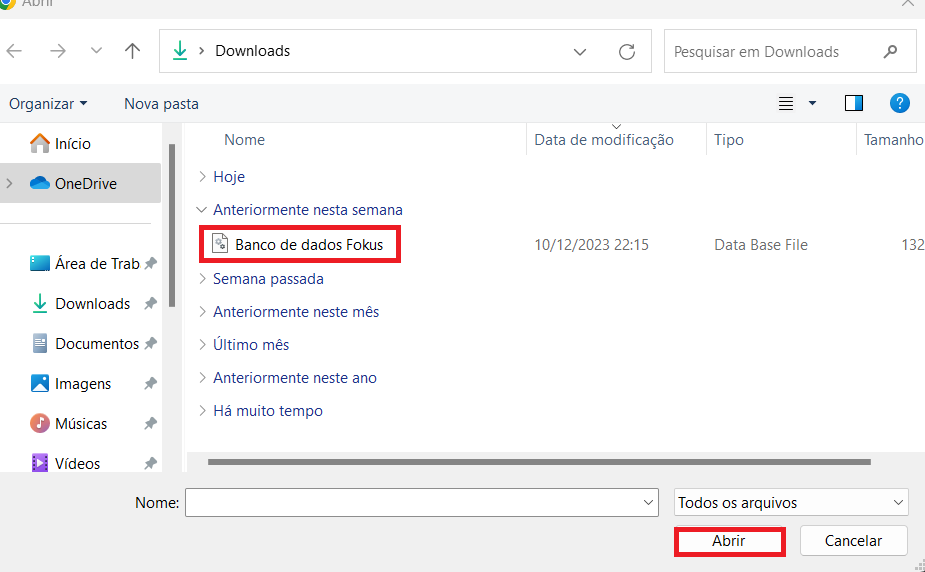 Abrir
Downloads
Pesquisar em Downloads
Organizar
Nova pasta
Início
OneDrive
Área de Trab
Downloads
Documentos
Imagens
Músicas
Vídeos
Nome
Data de modificação
Tipo
Tamanho
Hoje
Anteriormente nesta semana
Banco de dados Fokus 10/12/2023 22:15 Data Base File 132
Semana passada
Anteriormente neste mês
Último mês
Anteriormente neste ano
Há muito tempo
Nome:
Todos os arquivos
Abrir
Cancelar